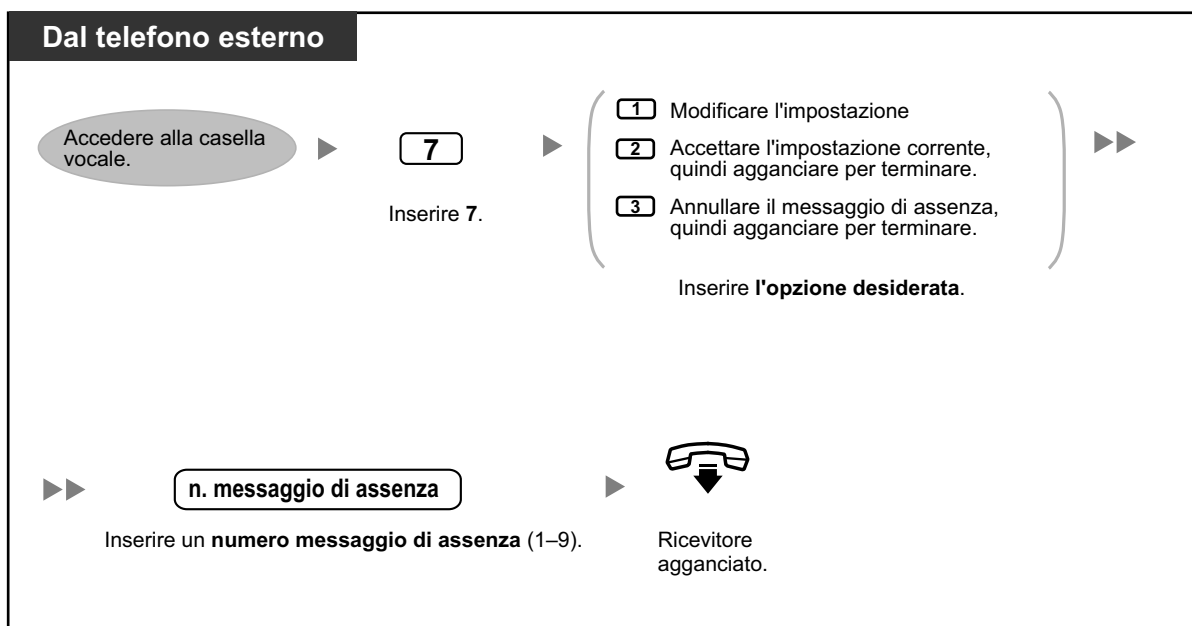 Dal telefono esterno
Accedere alla casella
vocale.
7
Inserire 7.
1 Modificare l'impostazione
2 Accettare l'impostazione corrente,
quindi agganciare per terminare.
3 Annullare il messaggio di assenza,
quindi agganciare per terminare.
Inserire l'opzione desiderata.
n. messaggio di assenza
Inserire un numero messaggio di assenza (1–9).
Ricevitore
agganciato.